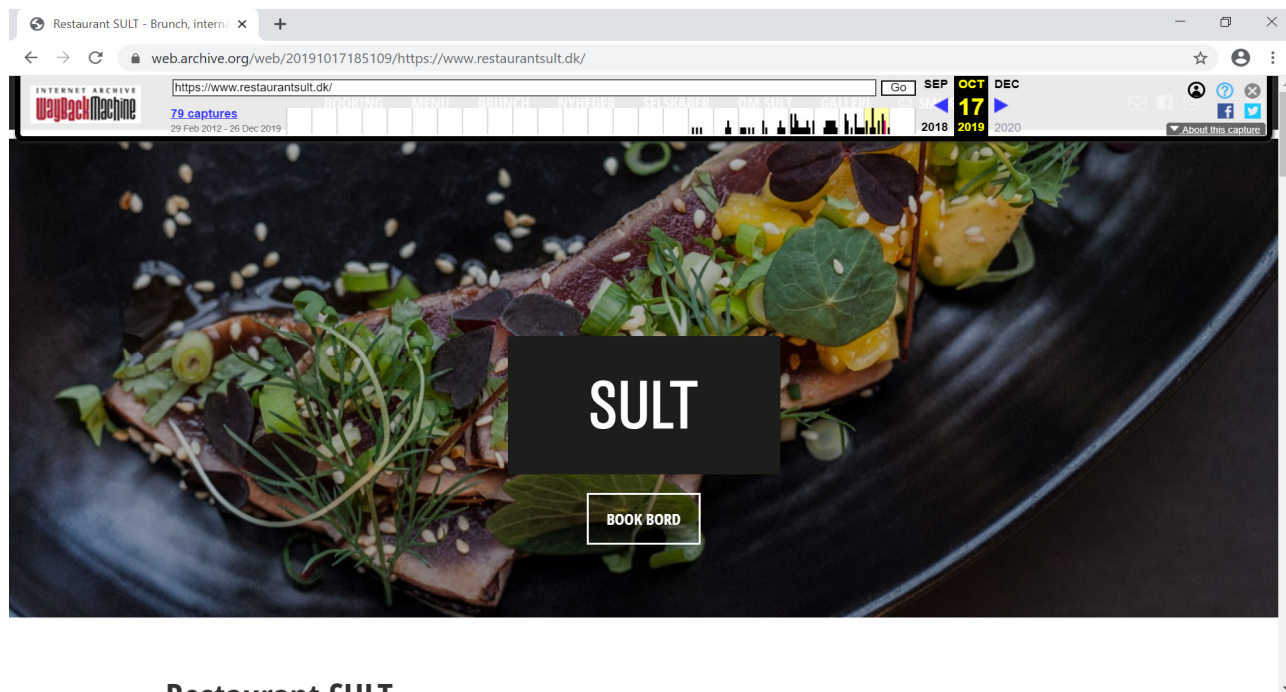 Restaurant SULT - Brunch, interna
web.archive.org/web/20191017185109/https://www.restaurantsult.dk/
INTERNET ARCHIVE
WayBackMachine
https://www.restaurantsult.dk/
Go
SEP OCT DEC
BOOKING MENU BRUNCH NYHEDER SELSKABER OM SULT GALLERI
79 captures
17
29 Feb 2012 - 26 Dec 2019
2018 2019 2020
About this capture
SULT
BOOK BORD
Restaurant SULT